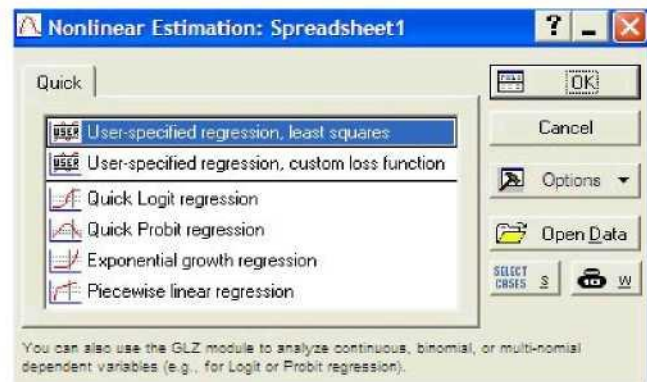 Nonlinear Estimation: Spreadsheet1
?
Quick
OK
USER User-specified regression, least squares
Cancel
USER User-specified regression, custom loss function
Options
Quick Logit regression
Quick Probit regression
Open Data
Exponential growth regression
SELECT CASES S
W
Piecewise linear regression
You can also use the GLZ module to analyze continuous, binomial, or multi-nomial
dependent variables (e.g., for Logit or Probit regression).